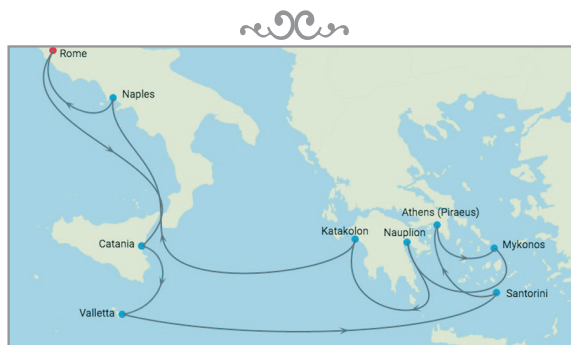 Rome
Naples
Athens (Piraeus)
Katakolon
Nauplion
Catania
Mykonos
Santorini
Valletta